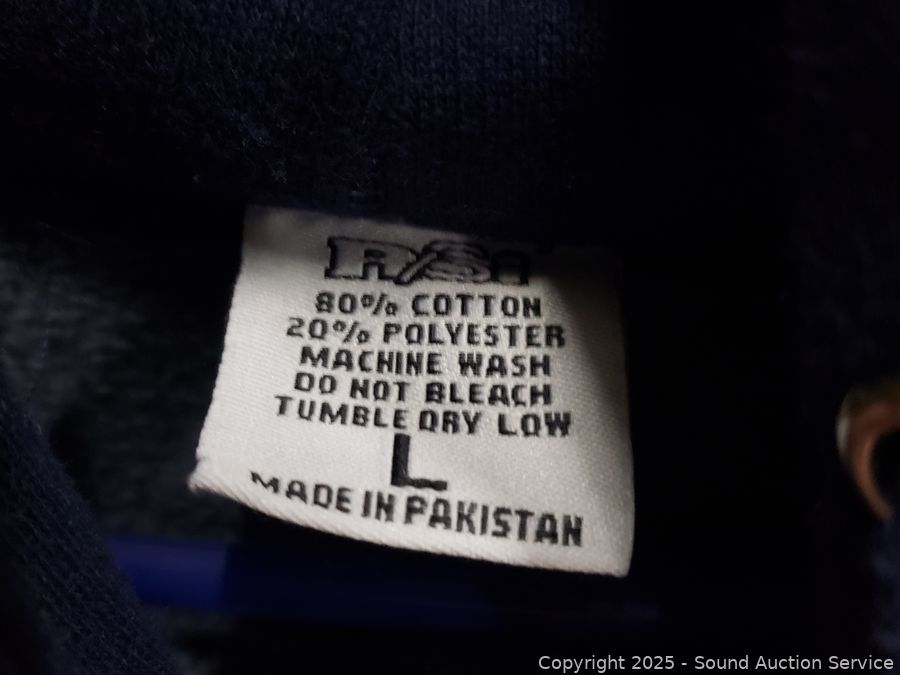 80% COTTON
20% POLYESTER
MACHINE WASH
DO NOT BLEACH
TUMBLE DRY LOW
L
MADE IN PAKISTAN
Copyright 2025 - Sound Auction Service